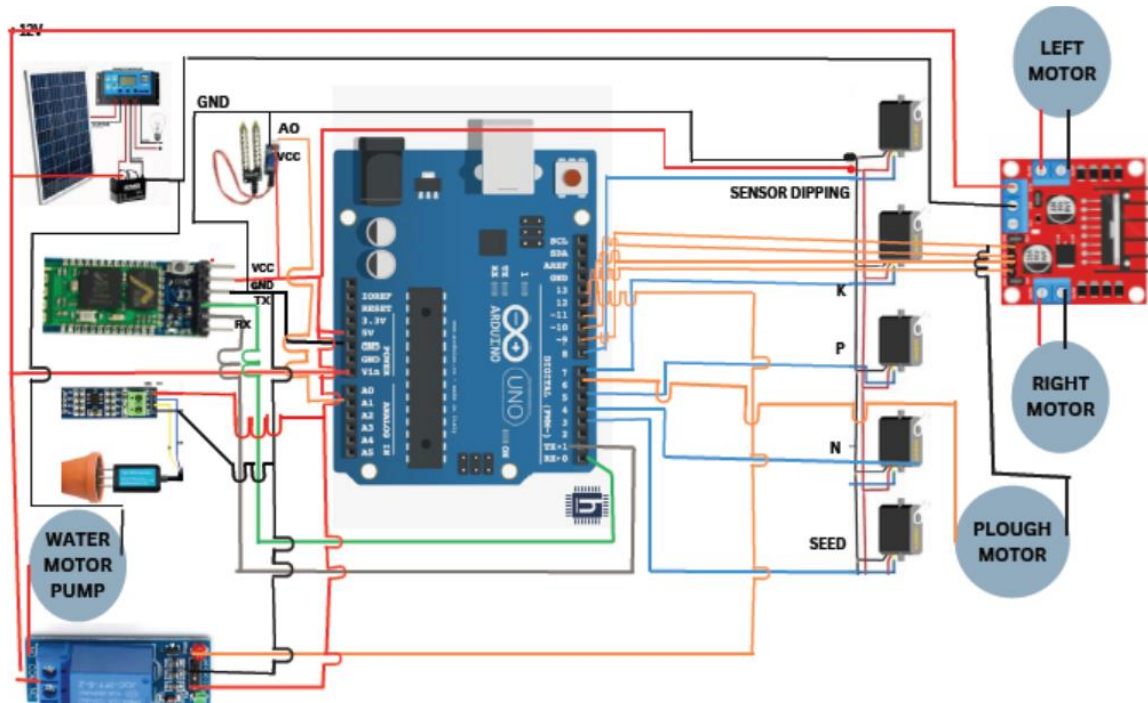 12V
GND
AO
VCC
VCC
GND
TX
RX
WATER
MOTOR
PUMP
IOREF
RESET
3.3V
5V
GND
GND
Vin
POWER
A0
A1
A2
A3
A4
A5
ANALOG IN
SCL
SDA
AREF
GND
13
12
~11
~10
~9
8
7
6
5
4
3
2
TX→1
RX←0
DIGITAL (PWM~)
TX
RX
ARDUINO
UNO
ON
SENSOR DIPPING
K
P
N
SEED
LEFT
MOTOR
RIGHT
MOTOR
PLOUGH
MOTOR